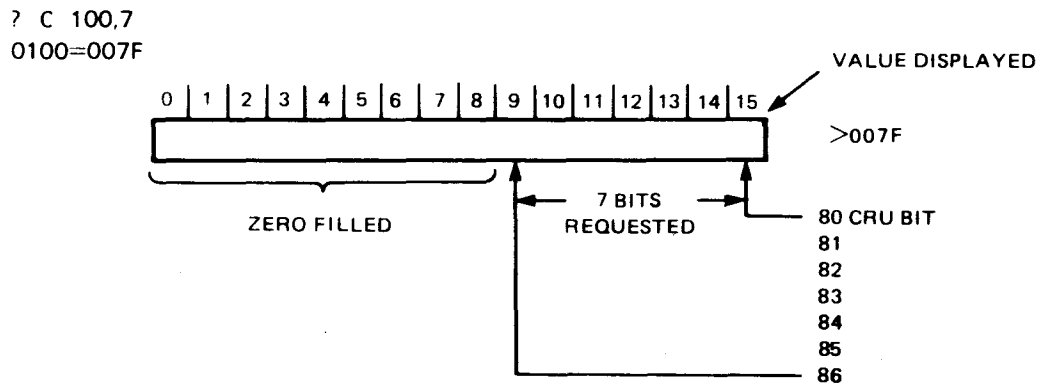 ? C 100,7
0100=007F
VALUE DISPLAYED
0 1 2 3 4 5 6 7 8 9 10 11 12 13 14 15
>007F
ZERO FILLED
7 BITS
REQUESTED
80 CRU BIT
81
82
83
84
85
86